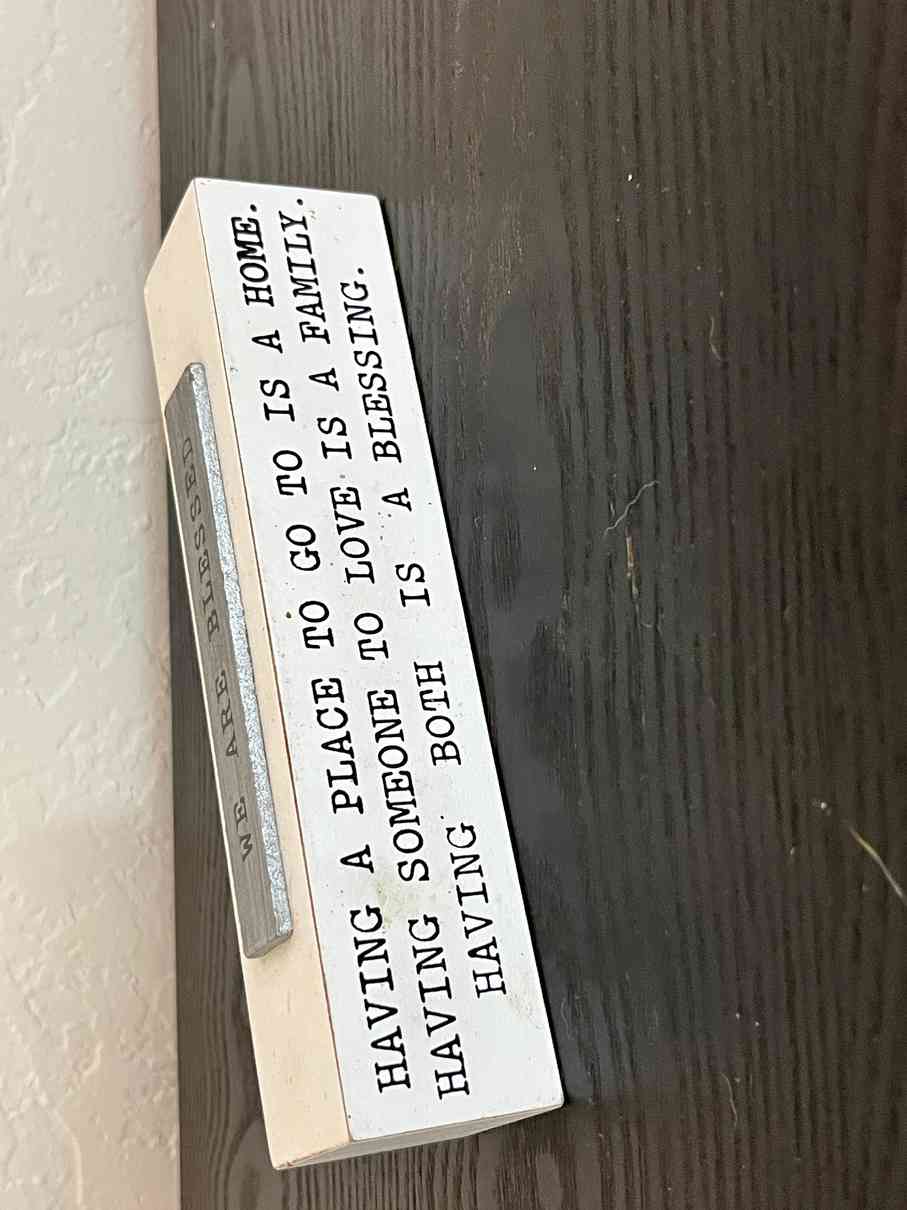 WE ARE BLESSED
HAVING A PLACE TO GO TO IS A HOME.
HAVING SOMEONE TO LOVE IS A FAMILY.
HAVING BOTH IS A BLESSING.